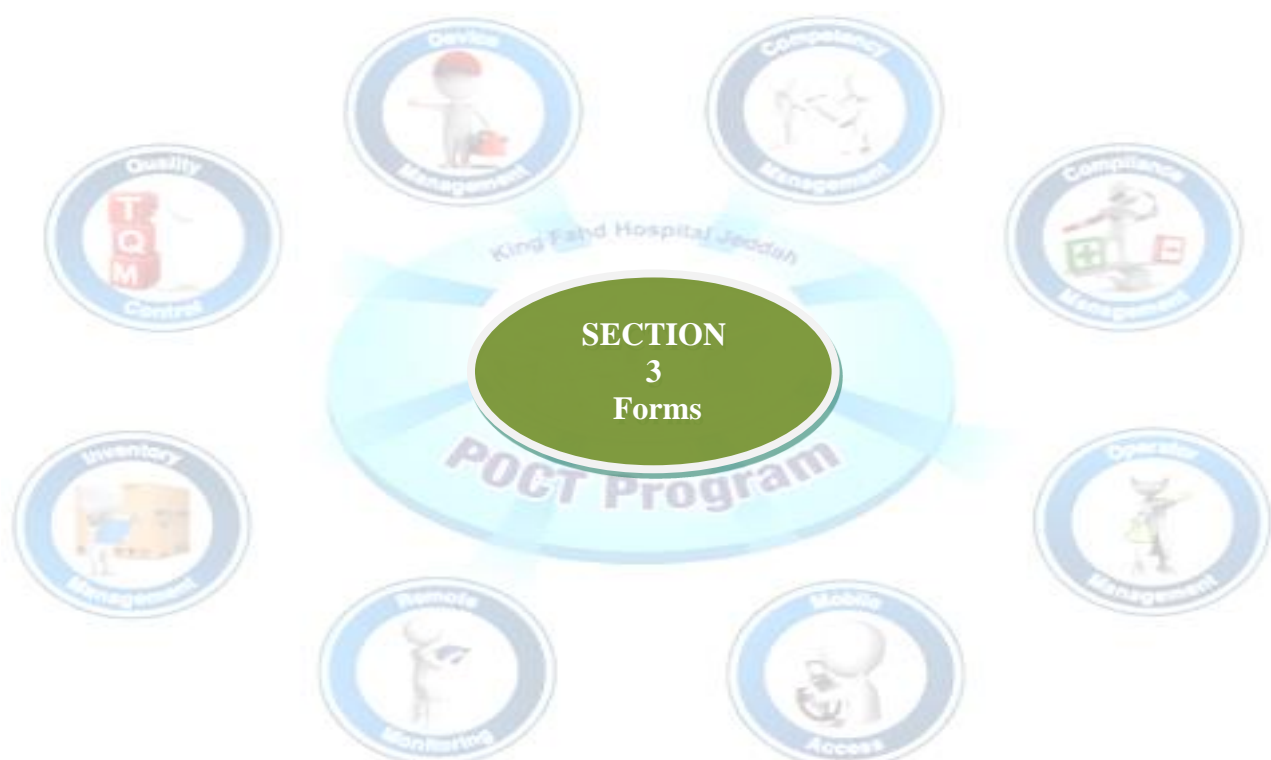 Device
Management
Competency
Management
Quality
TQM
Control
Compliance
Management
King Fahd Hospital Jeddah
SECTION
3
Forms
POCT Program
Inventory
Management
Operator
Management
Remote
Monitoring
Mobile
Access